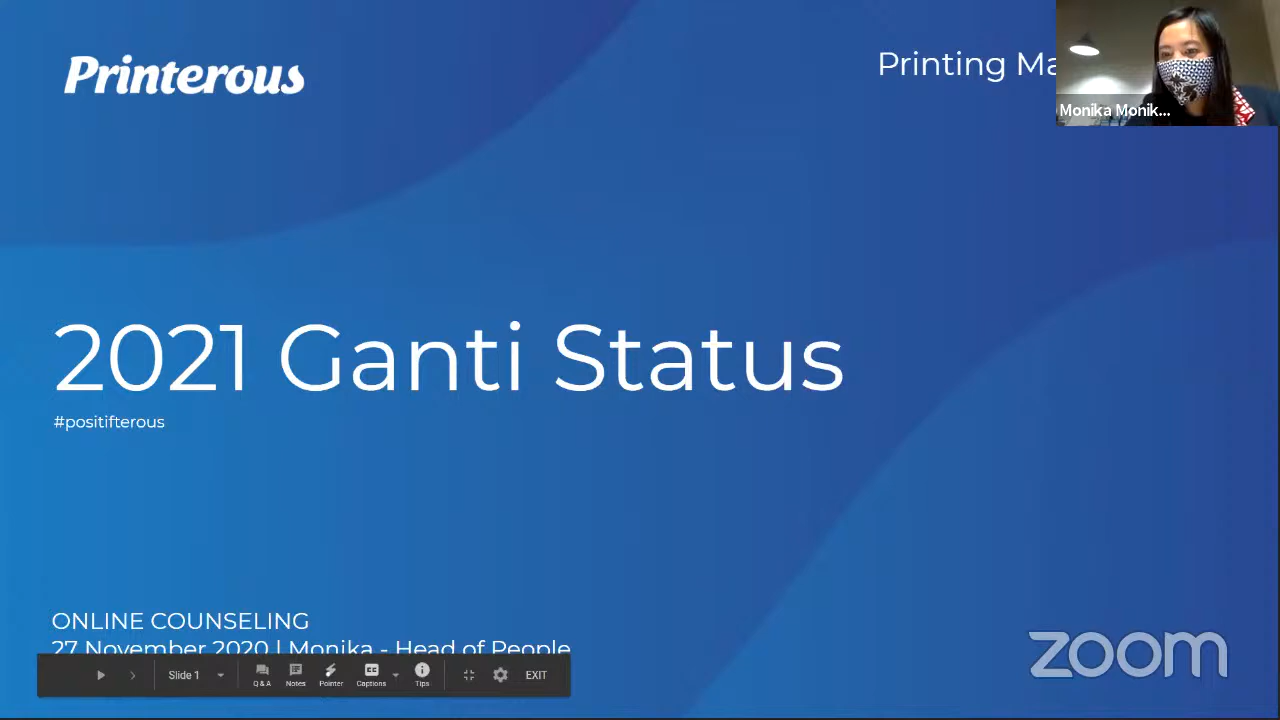 Printerous
Printing Ma
Monika Monik...
2021 Ganti Status
#positifterous
ONLINE COUNSELING
27 November 2020 | Monika - Head of People
Slide 1
Q & A
Notes
Pointer
Captions
Tips
EXIT
zoom